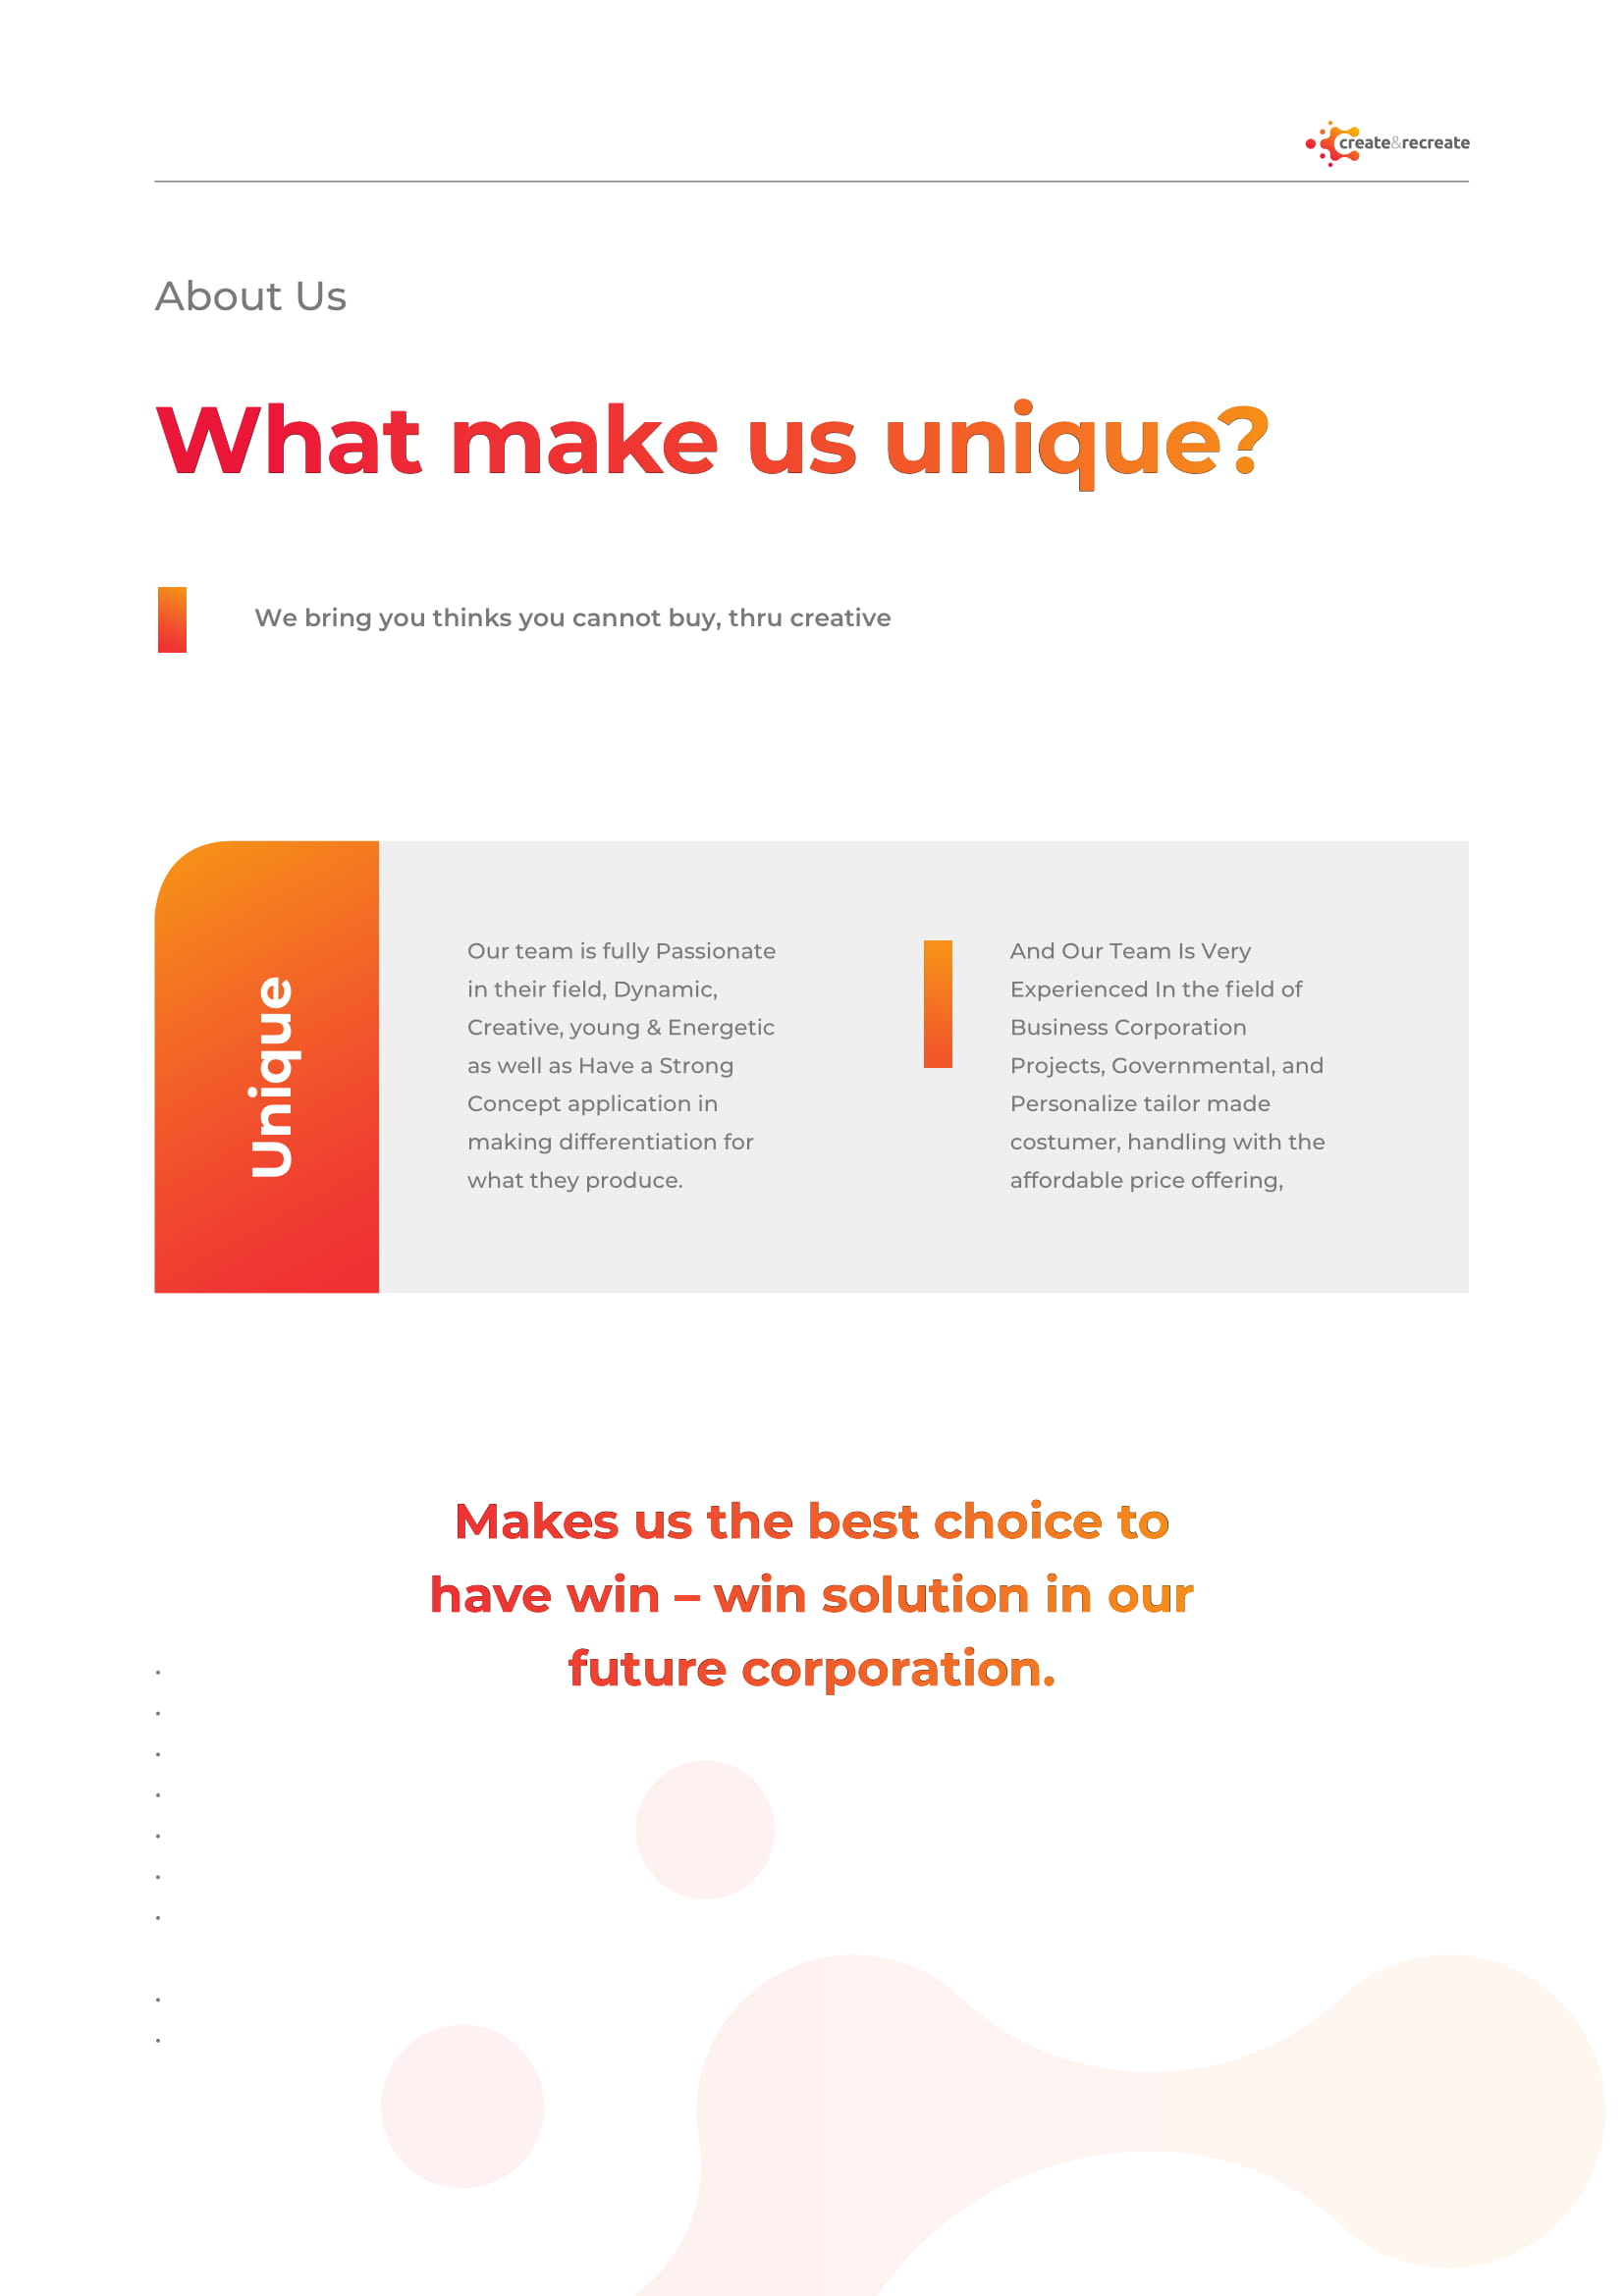 create&recreate
About Us
What make us unique?
We bring you thinks you cannot buy, thru creative
Unique
Our team is fully Passionate
in their field, Dynamic,
Creative, young & Energetic
as well as Have a Strong
Concept application in
making differentiation for
what they produce.
And Our Team Is Very
Experienced In the field of
Business Corporation
Projects, Governmental, and
Personalize tailor made
costumer, handling with the
affordable price offering,
Makes us the best choice to
have win – win solution in our
future corporation.